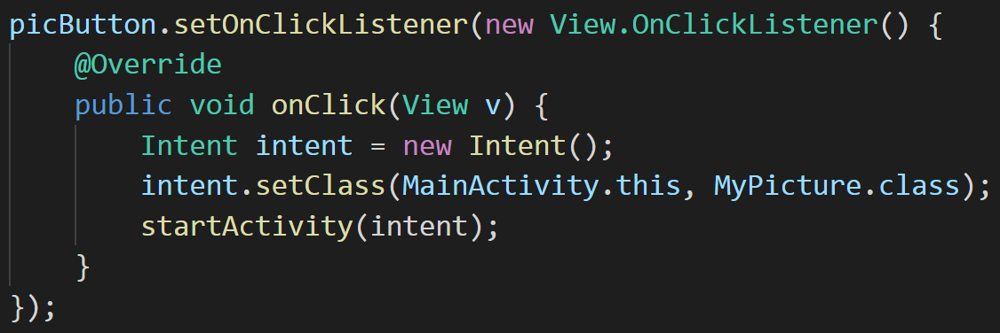 picButton.setOnClickListener(new View.OnClickListener() {
    @Override
    public void onClick(View v) {
        Intent intent = new Intent();
        intent.setClass(MainActivity.this, MyPicture.class);
        startActivity(intent);
    }
});